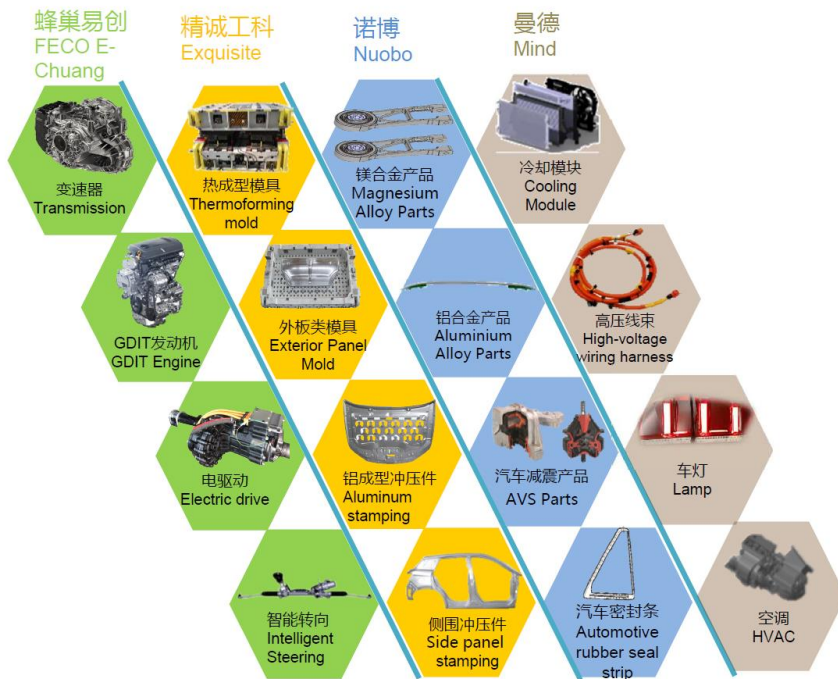 蜂巢易创
FECO E-
Chuang
精诚工科
Exquisite
诺博
Nuobo
曼德
Mind
变速器
Transmission
热成型模具
Thermoforming
mold
镁合金产品
Magnesium
Alloy Parts
冷却模块
Cooling
Module
GDIT发动机
GDIT Engine
外板类模具
Exterior Panel
Mold
铝合金产品
Aluminium
Alloy Parts
高压线束
High-voltage
wiring harness
电驱动
Electric drive
铝成型冲压件
Aluminum
stamping
汽车减震产品
AVS Parts
车灯
Lamp
智能转向
Intelligent
Steering
侧围冲压件
Side panel
stamping
汽车密封条
Automotive
rubber seal
strip
空调
HVAC